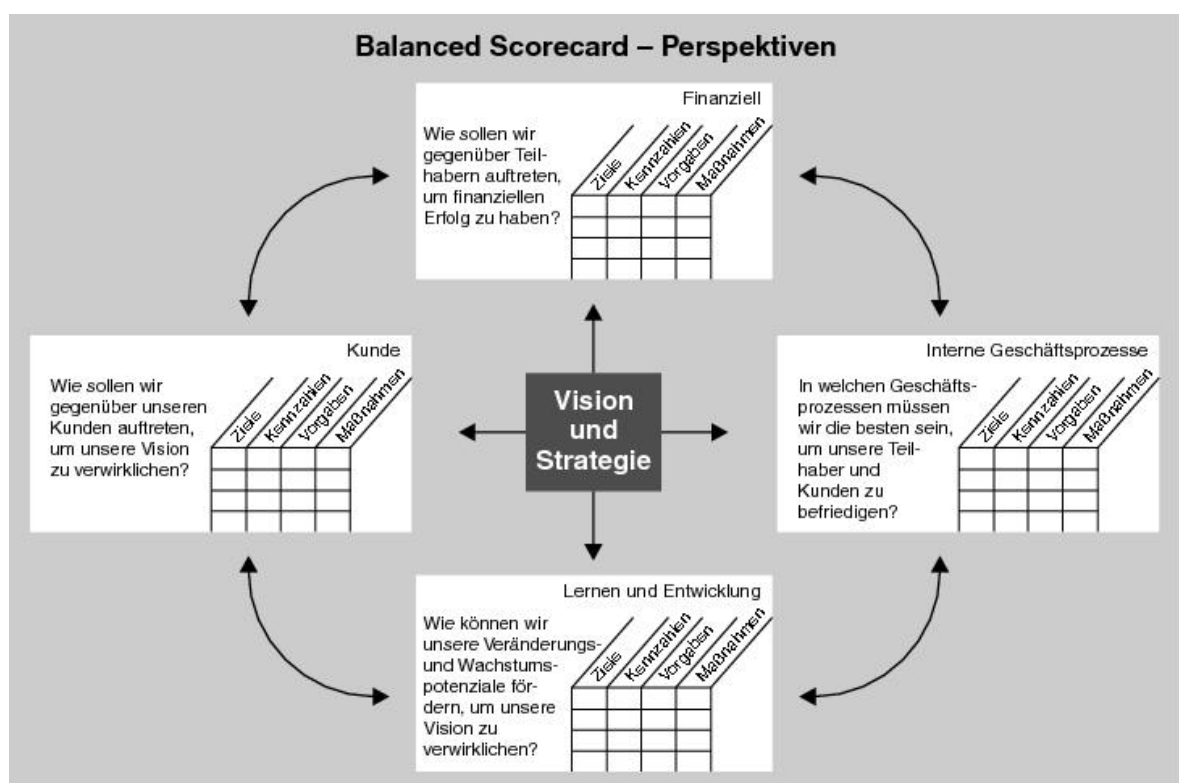 Balanced Scorecard – Perspektiven
Finanziell
Wie sollen wir
gegenüber Teil-
habern auftreten,
um finanziellen
Erfolg zu haben?
Ziele
Kennzahlen
Vorgaben
Maßnahmen
Kunde
Wie sollen wir
gegenüber unseren
Kunden auftreten,
um unsere Vision
zu verwirklichen?
Ziele
Kennzahlen
Vorgaben
Maßnahmen
Vision
und
Strategie
Interne Geschäftsprozesse
In welchen Geschäfts-
prozessen müssen
wir die besten sein,
um unsere Teil-
haber und
Kunden zu
befriedigen?
Ziele
Kennzahlen
Vorgaben
Maßnahmen
Lernen und Entwicklung
Wie können wir
unsere Veränderungs-
und Wachstums-
potenziale för-
dern, um unsere
Vision zu
verwirklichen?
Ziele
Kennzahlen
Vorgaben
Maßnahmen